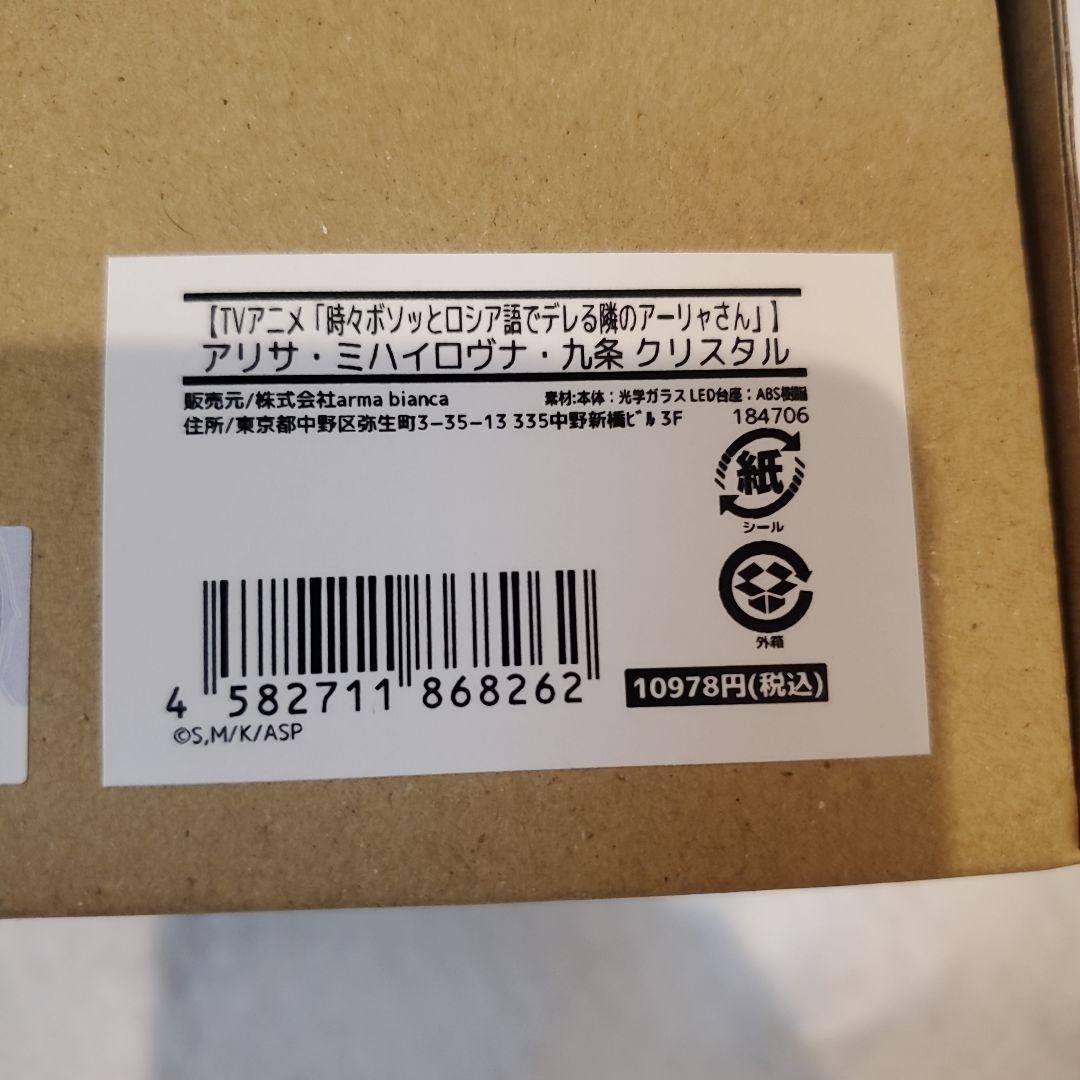 【TVアニメ「時々ボソッとロシア語でデレる隣のアーリャさん」】
アリサ・ミハイロヴナ・九条 クリスタル
販売元/株式会社arma bianca 素材:本体：光学ガラス LED台座：ABS樹脂
住所/東京都中野区弥生町3−35−13 335中野新橋ﾋﾞﾙ 3F 184706
紙
シール
外箱
4 582711 868262
10978円(税込)
©S,M/K/ASP